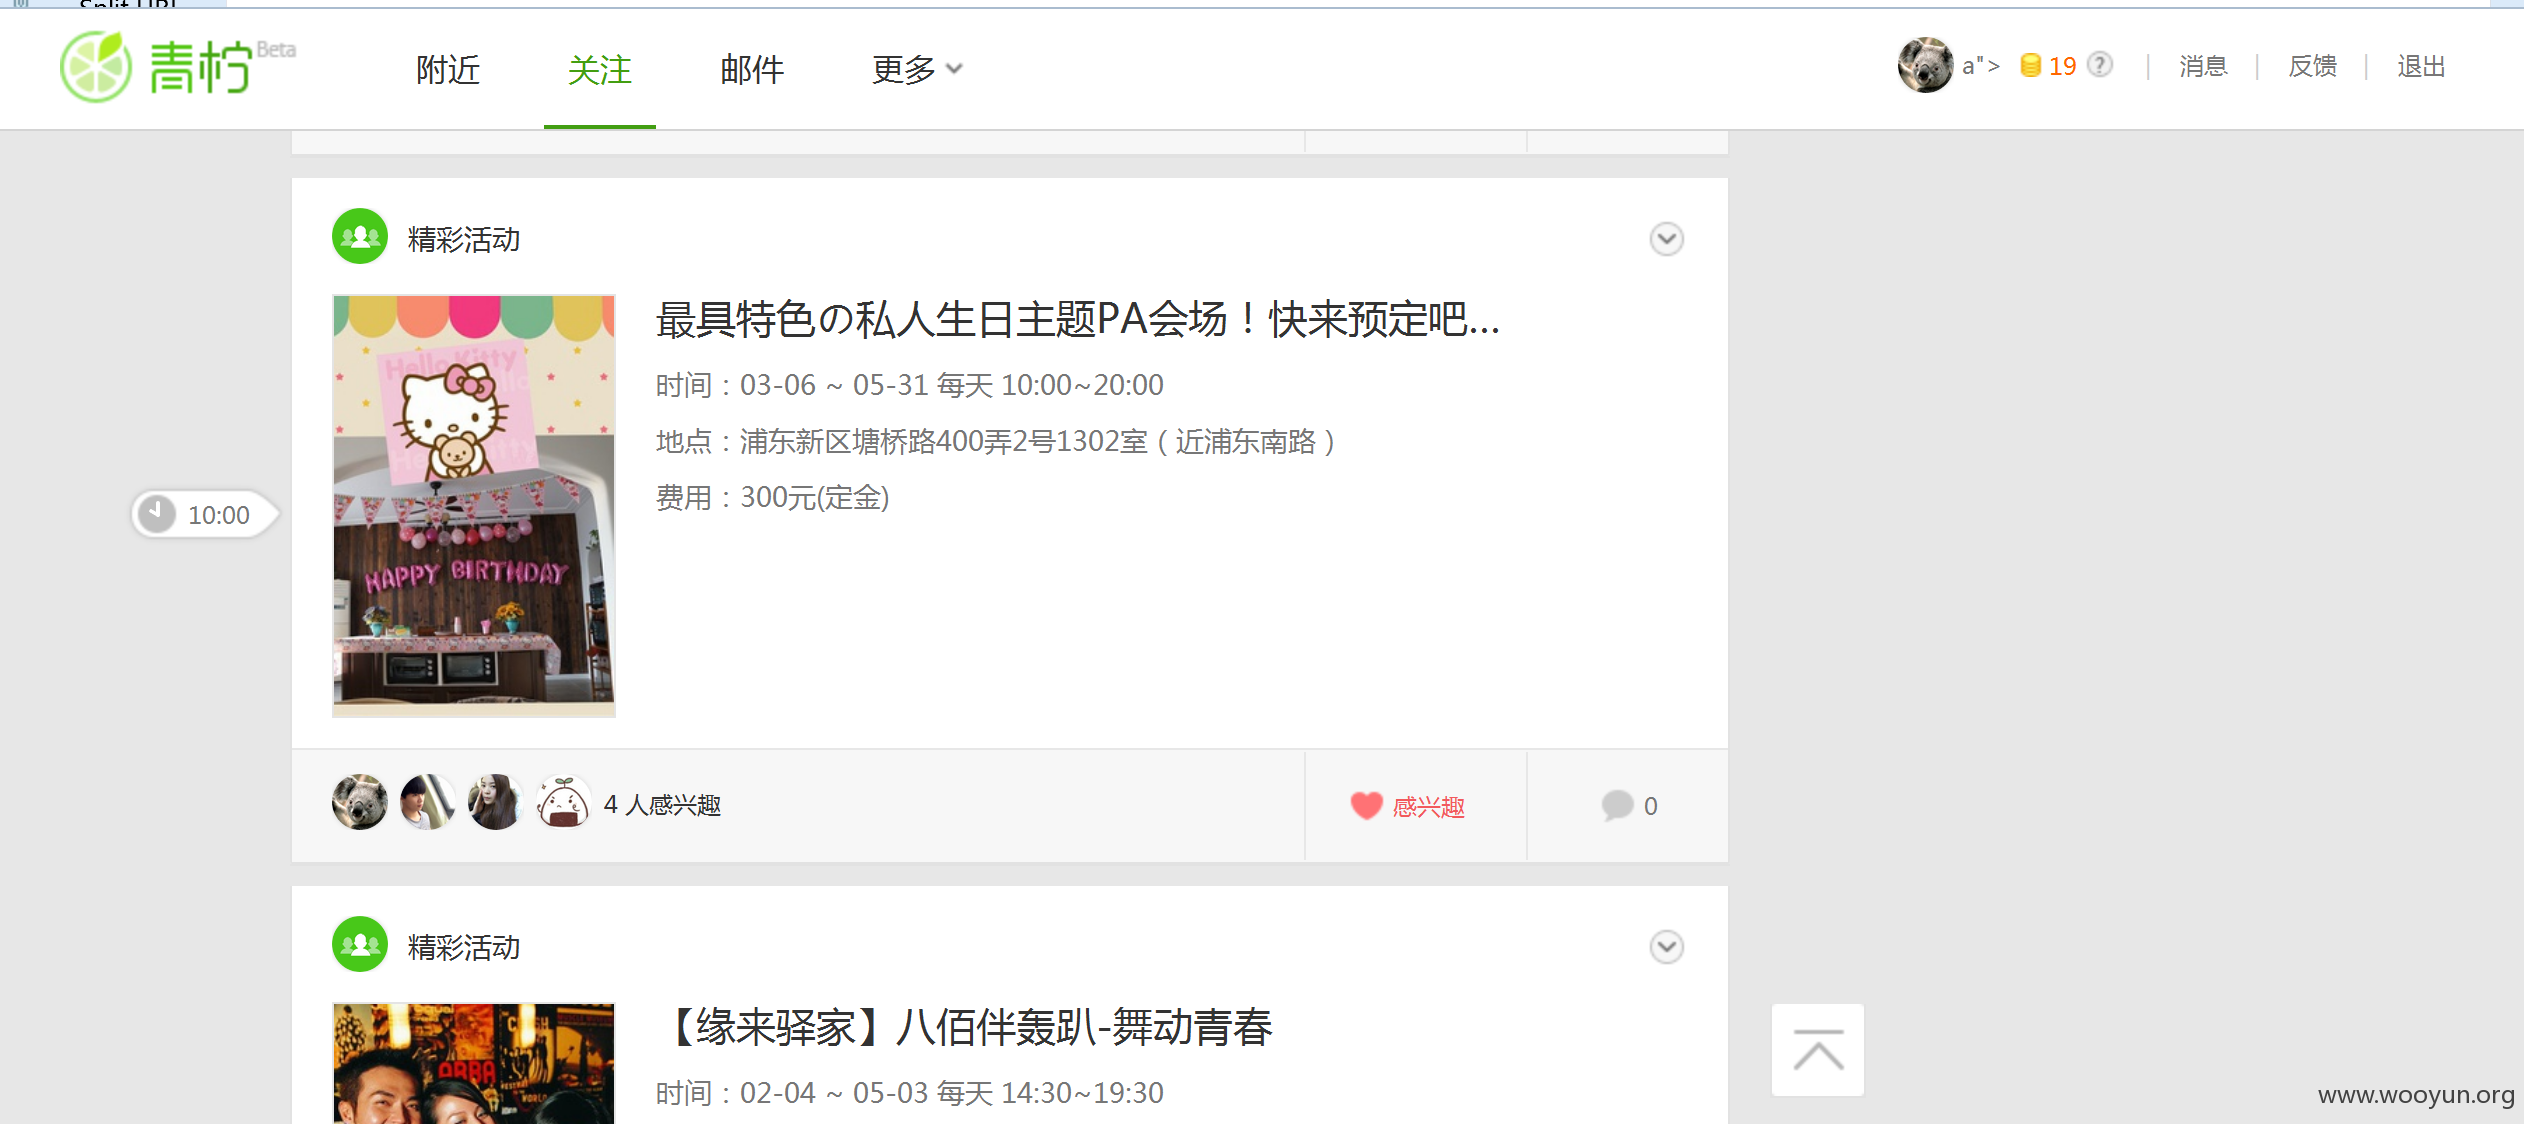 Split URL
青柠 Beta
附近 关注 邮件 更多
a"> 19 ? | 消息 | 反馈 | 退出
精彩活动
最具特色の私人生日主题PA会场！快来预定吧...
Hello Kitty
时间：03-06 ~ 05-31 每天 10:00~20:00
地点：浦东新区塘桥路400弄2号1302室（近浦东南路）
费用：300元(定金)
10:00
HAPPY BIRTHDAY
4 人感兴趣
感兴趣
0
精彩活动
【缘来驿家】八佰伴轰趴-舞动青春
时间：02-04 ~ 05-03 每天 14:30~19:30
www.wooyun.org